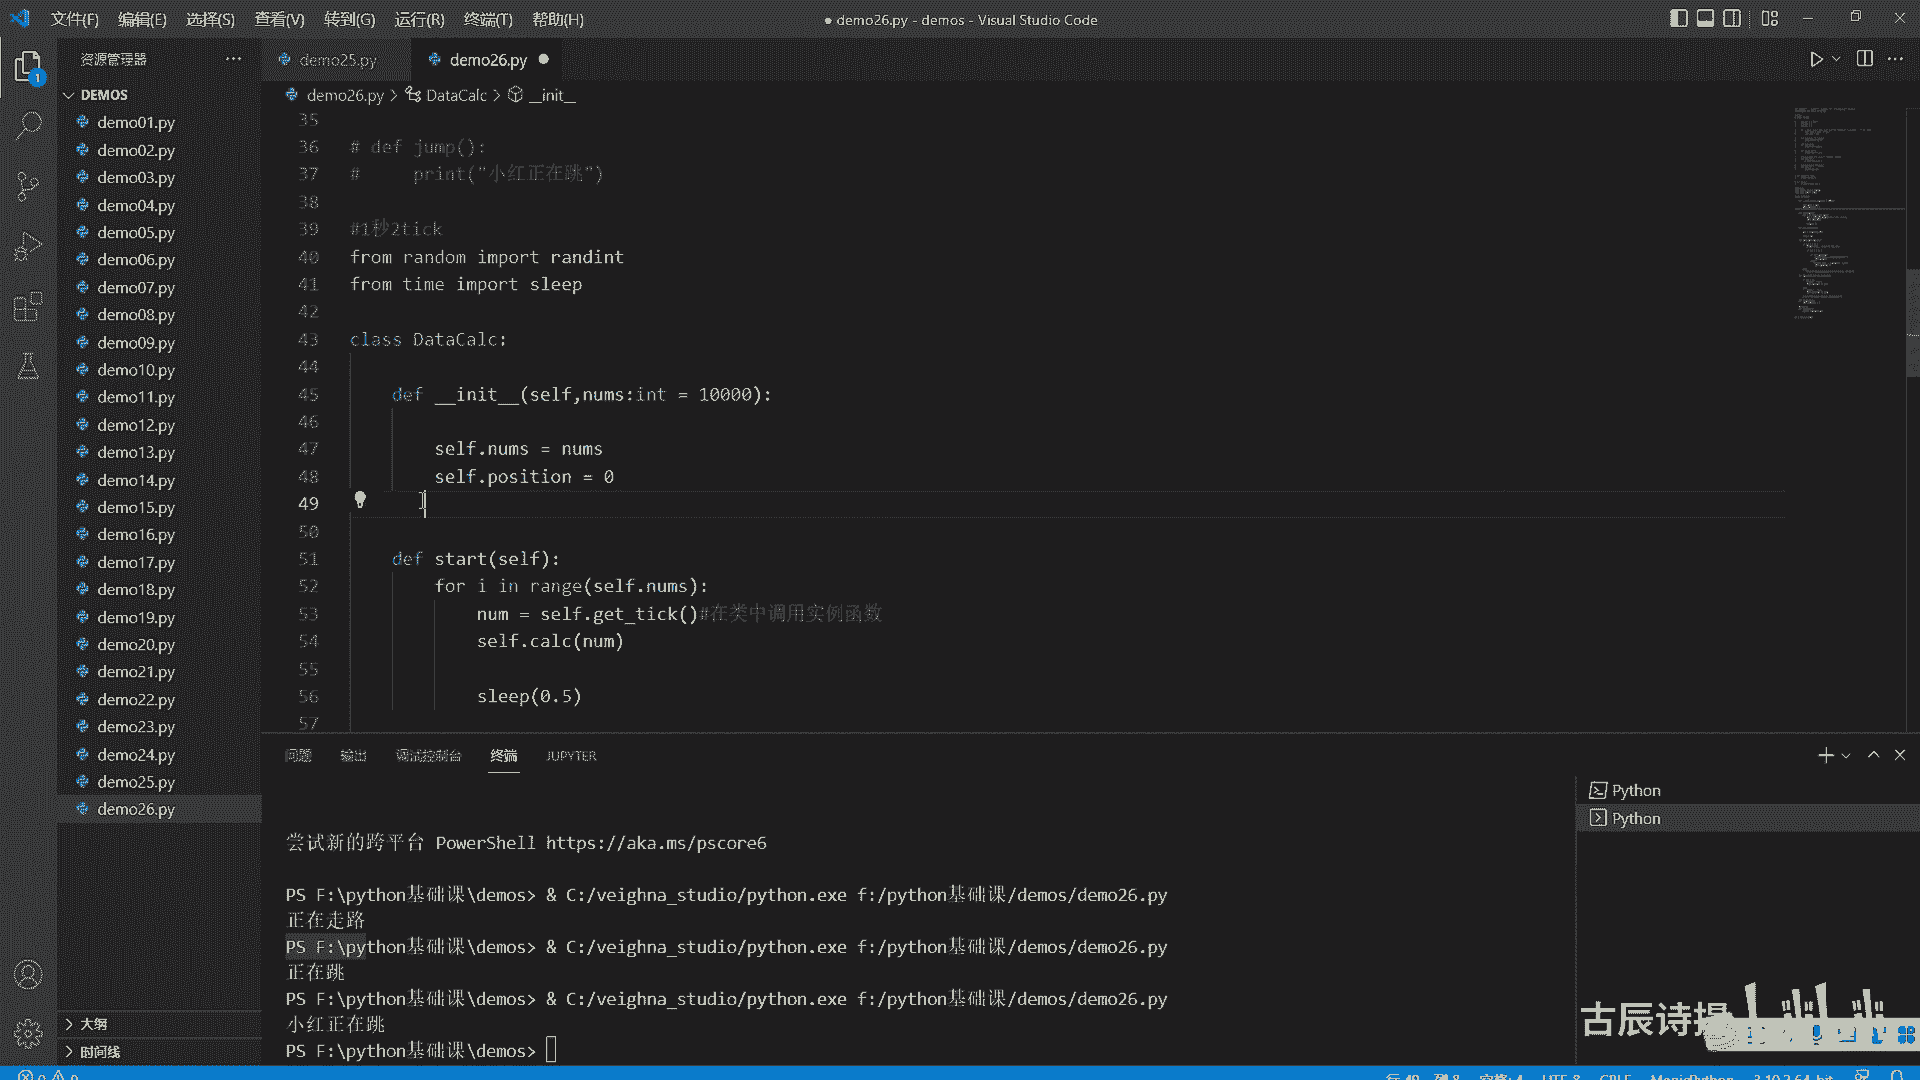 文件(F) 编辑(E) 选择(S) 查看(V) 转到(G) 运行(R) 终端(T) 帮助(H)
● demo26.py - demos - Visual Studio Code
资源管理器
DEMOS
demo01.py
demo02.py
demo03.py
demo04.py
demo05.py
demo06.py
demo07.py
demo08.py
demo09.py
demo10.py
demo11.py
demo12.py
demo13.py
demo14.py
demo15.py
demo16.py
demo17.py
demo18.py
demo19.py
demo20.py
demo21.py
demo22.py
demo23.py
demo24.py
demo25.py
demo26.py
大纲
时间线
1
demo25.py demo26.py ●
demo26.py > DataCalc > __init__
35
36 # def jump():
37 #     print("小红正在跳")
38
39 #1秒2tick
40 from random import randint
41 from time import sleep
42
43 class DataCalc:
44
45     def __init__(self,nums:int = 10000):
46
47         self.nums = nums
48         self.position = 0
49
50
51     def start(self):
52         for i in range(self.nums):
53             num = self.get_tick()#在类中调用实例函数
54             self.calc(num)
55
56             sleep(0.5)
57
问题 输出 调试控制台 终端 JUPYTER
尝试新的跨平台 PowerShell https://aka.ms/pscore6
PS F:\python基础课\demos> & C:/veighna_studio/python.exe f:/python基础课/demos/demo26.py
正在走路
PS F:\python基础课\demos> & C:/veighna_studio/python.exe f:/python基础课/demos/demo26.py
正在跳
PS F:\python基础课\demos> & C:/veighna_studio/python.exe f:/python基础课/demos/demo26.py
小红正在跳
PS F:\python基础课\demos>
Python
Python
古辰诗提